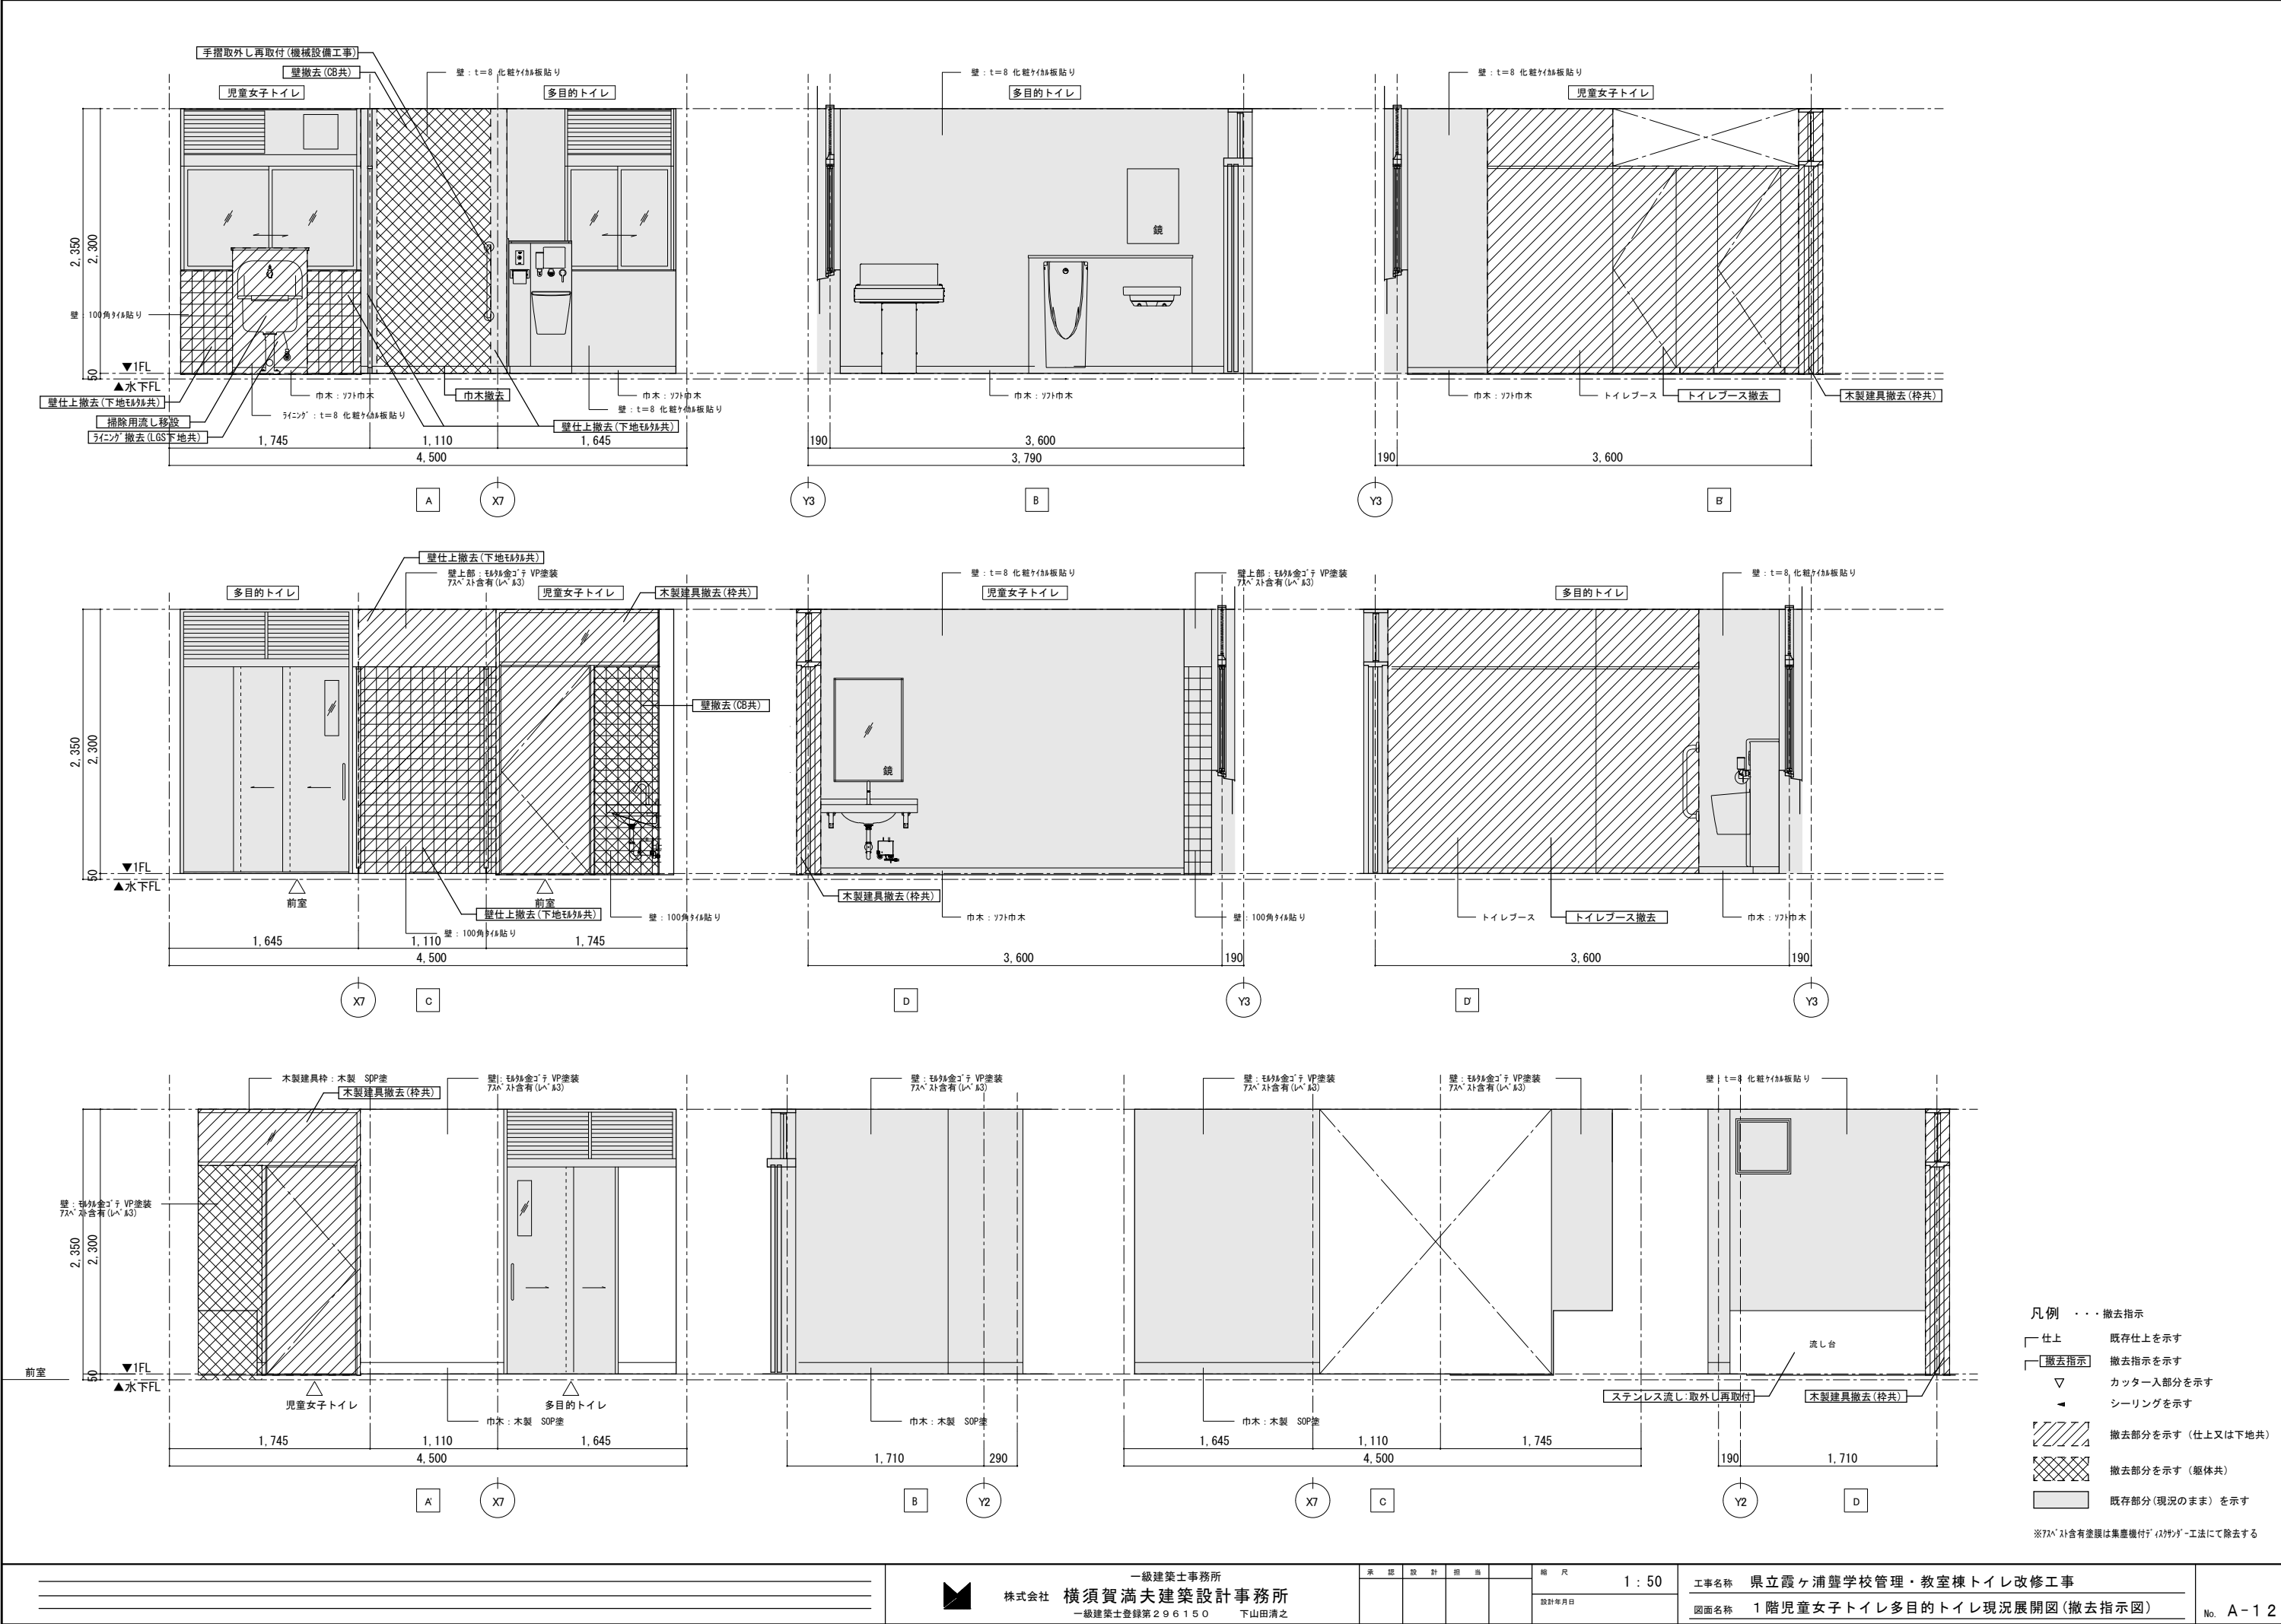 手摺取外し再取付(機械設備工事)
壁撤去(CB共)
壁：t=8 化粧ケイカル板貼り
児童女子トイレ
多目的トイレ
2,350
2,300
50
壁：100角タイル貼り
▼1FL
▲水下FL
壁仕上撤去(下地モルタル共)
掃除用流し移設
ライニング撤去(LGS下地共)
巾木：ソフト巾木
ライニング：t=8 化粧ケイカル板貼り
巾木撤去
巾木：ソフト巾木
壁：t=8 化粧ケイカル板貼り
壁仕上撤去(下地モルタル共)
1,745
1,110
1,645
4,500
A
X7
壁：t=8 化粧ケイカル板貼り
多目的トイレ
鏡
巾木：ソフト巾木
190
3,600
3,790
Y3
B
壁：t=8 化粧ケイカル板貼り
児童女子トイレ
巾木：ソフト巾木
トイレブース
トイレブース撤去
木製建具撤去(枠共)
190
3,600
Y3
B'
壁仕上撤去(下地モルタル共)
壁上部：モルタル金ゴテ VP塗装
アスベスト含有(レベル3)
多目的トイレ
児童女子トイレ
木製建具撤去(枠共)
壁撤去(CB共)
2,350
2,300
50
▼1FL
▲水下FL
前室
前室
壁仕上撤去(下地モルタル共)
壁：100角タイル貼り
壁：100角タイル貼り
1,645
1,110
1,745
4,500
X7
C
壁：t=8 化粧ケイカル板貼り
児童女子トイレ
壁上部：モルタル金ゴテ VP塗装
アスベスト含有(レベル3)
鏡
木製建具撤去(枠共)
巾木：ソフト巾木
壁：100角タイル貼り
3,600
190
D
Y3
壁：t=8 化粧ケイカル板貼り
多目的トイレ
トイレブース
トイレブース撤去
巾木：ソフト巾木
3,600
190
D'
Y3
木製建具枠：木製 SOP塗
木製建具撤去(枠共)
壁：モルタル金ゴテ VP塗装
アスベスト含有(レベル3)
壁：モルタル金ゴテ VP塗装
アスベスト含有(レベル3)
2,350
2,300
50
前室
▼1FL
▲水下FL
児童女子トイレ
多目的トイレ
巾木：木製 SOP塗
1,745
1,110
1,645
4,500
A'
X7
壁：モルタル金ゴテ VP塗装
アスベスト含有(レベル3)
巾木：木製 SOP塗
1,710
290
B
Y2
壁：モルタル金ゴテ VP塗装
アスベスト含有(レベル3)
壁：モルタル金ゴテ VP塗装
アスベスト含有(レベル3)
巾木：木製 SOP塗
1,645
1,110
1,745
4,500
X7
C
壁：t=8 化粧ケイカル板貼り
流し台
ステンレス流し：取外し再取付
木製建具撤去(枠共)
190
1,710
Y2
D
凡例 ・・・撤去指示
仕上 既存仕上を示す
撤去指示 撤去指示を示す
▽ カッター入部分を示す
◄ シーリングを示す
撤去部分を示す（仕上又は下地共）
撤去部分を示す（躯体共）
既存部分(現況のまま）を示す
※アスベスト含有塗膜は集塵機付ディスクサンダー工法にて除去する
一級建築士事務所
株式会社 横須賀満夫建築設計事務所
一級建築士登録第２９６１５０ 下山田清之
承認 設計 担当
縮尺
1：50
設計年月日
工事名称 県立霞ヶ浦聾学校管理・教室棟トイレ改修工事
図面名称 １階児童女子トイレ多目的トイレ現況展開図(撤去指示図)
No. A-12